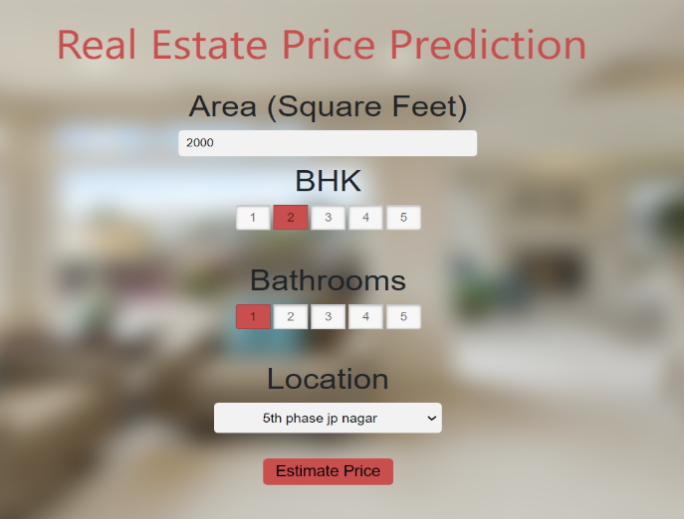 Real Estate Price Prediction
Area (Square Feet)
2000
BHK
1 2 3 4 5
Bathrooms
1 2 3 4 5
Location
5th phase jp nagar
Estimate Price